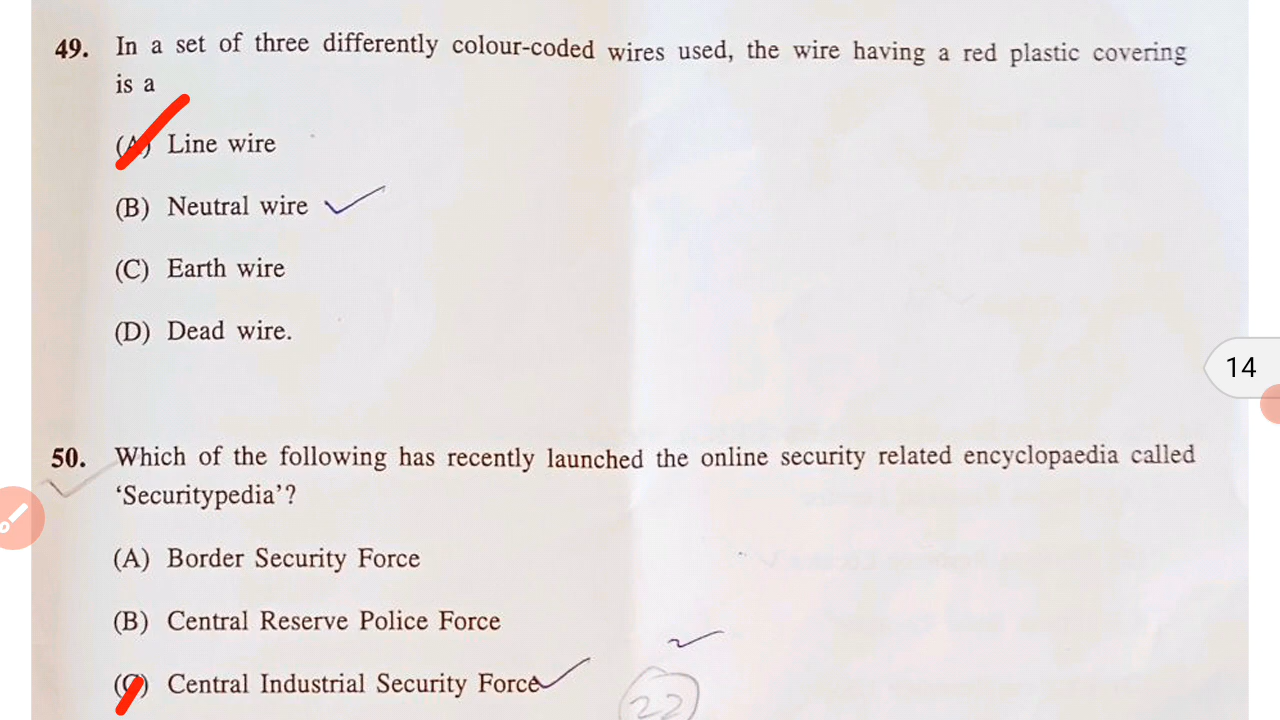 49. In a set of three differently colour-coded wires used, the wire having a red plastic covering
is a
(A) Line wire
(B) Neutral wire
(C) Earth wire
(D) Dead wire.
14
50. Which of the following has recently launched the online security related encyclopaedia called
'Securitypedia'?
(A) Border Security Force
(B) Central Reserve Police Force
(C) Central Industrial Security Force
22